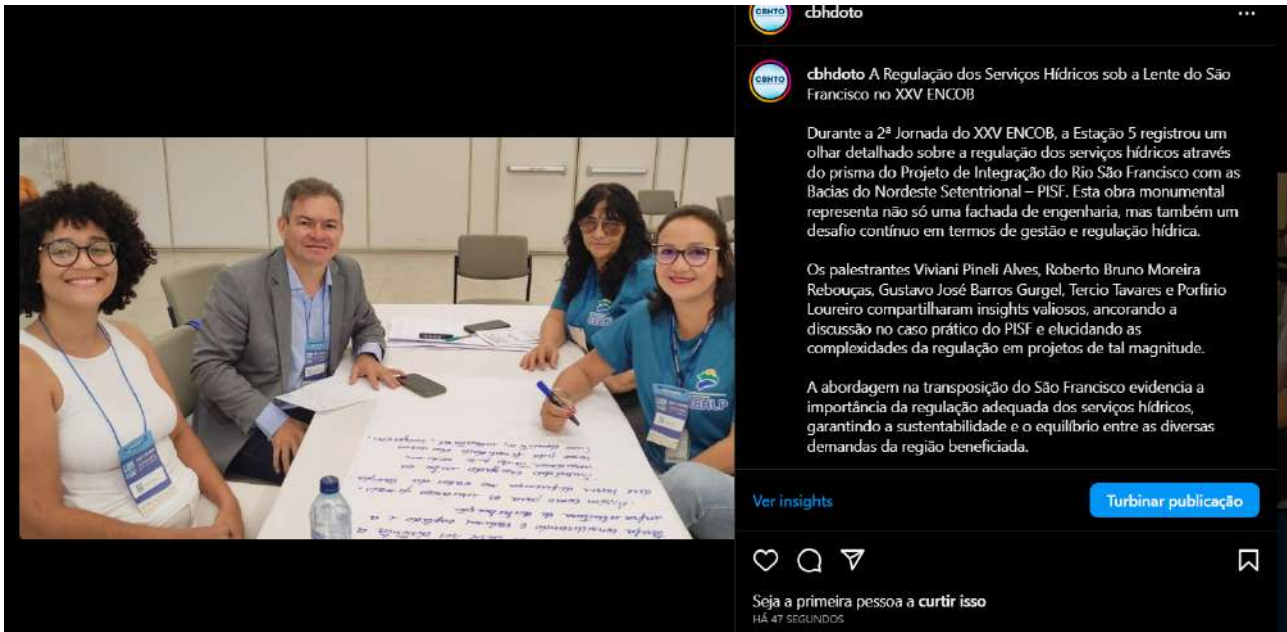 CBHTO
cbhdoto
CBHTO
cbhdoto A Regulação dos Serviços Hídricos sob a Lente do São
Francisco no XXV ENCOB
Durante a 2ª Jornada do XXV ENCOB, a Estação 5 registrou um
olhar detalhado sobre a regulação dos serviços hídricos através
do prisma do Projeto de Integração do Rio São Francisco com as
Bacias do Nordeste Setentrional – PISF. Esta obra monumental
representa não só uma fachada de engenharia, mas também um
desafio contínuo em termos de gestão e regulação hídrica.
Os palestrantes Viviani Pineli Alves, Roberto Bruno Moreira
Rebouças, Gustavo José Barros Gurgel, Tercio Tavares e Porfirio
Loureiro compartilharam insights valiosos, ancorando a
discussão no caso prático do PISF e elucidando as
complexidades da regulação em projetos de tal magnitude.
A abordagem na transposição do São Francisco evidencia a
importância da regulação adequada dos serviços hídricos,
garantindo a sustentabilidade e o equilíbrio entre as diversas
demandas da região beneficiada.
Ver insights
Turbinar publicação
Seja a primeira pessoa a curtir isso
HÁ 47 SEGUNDOS